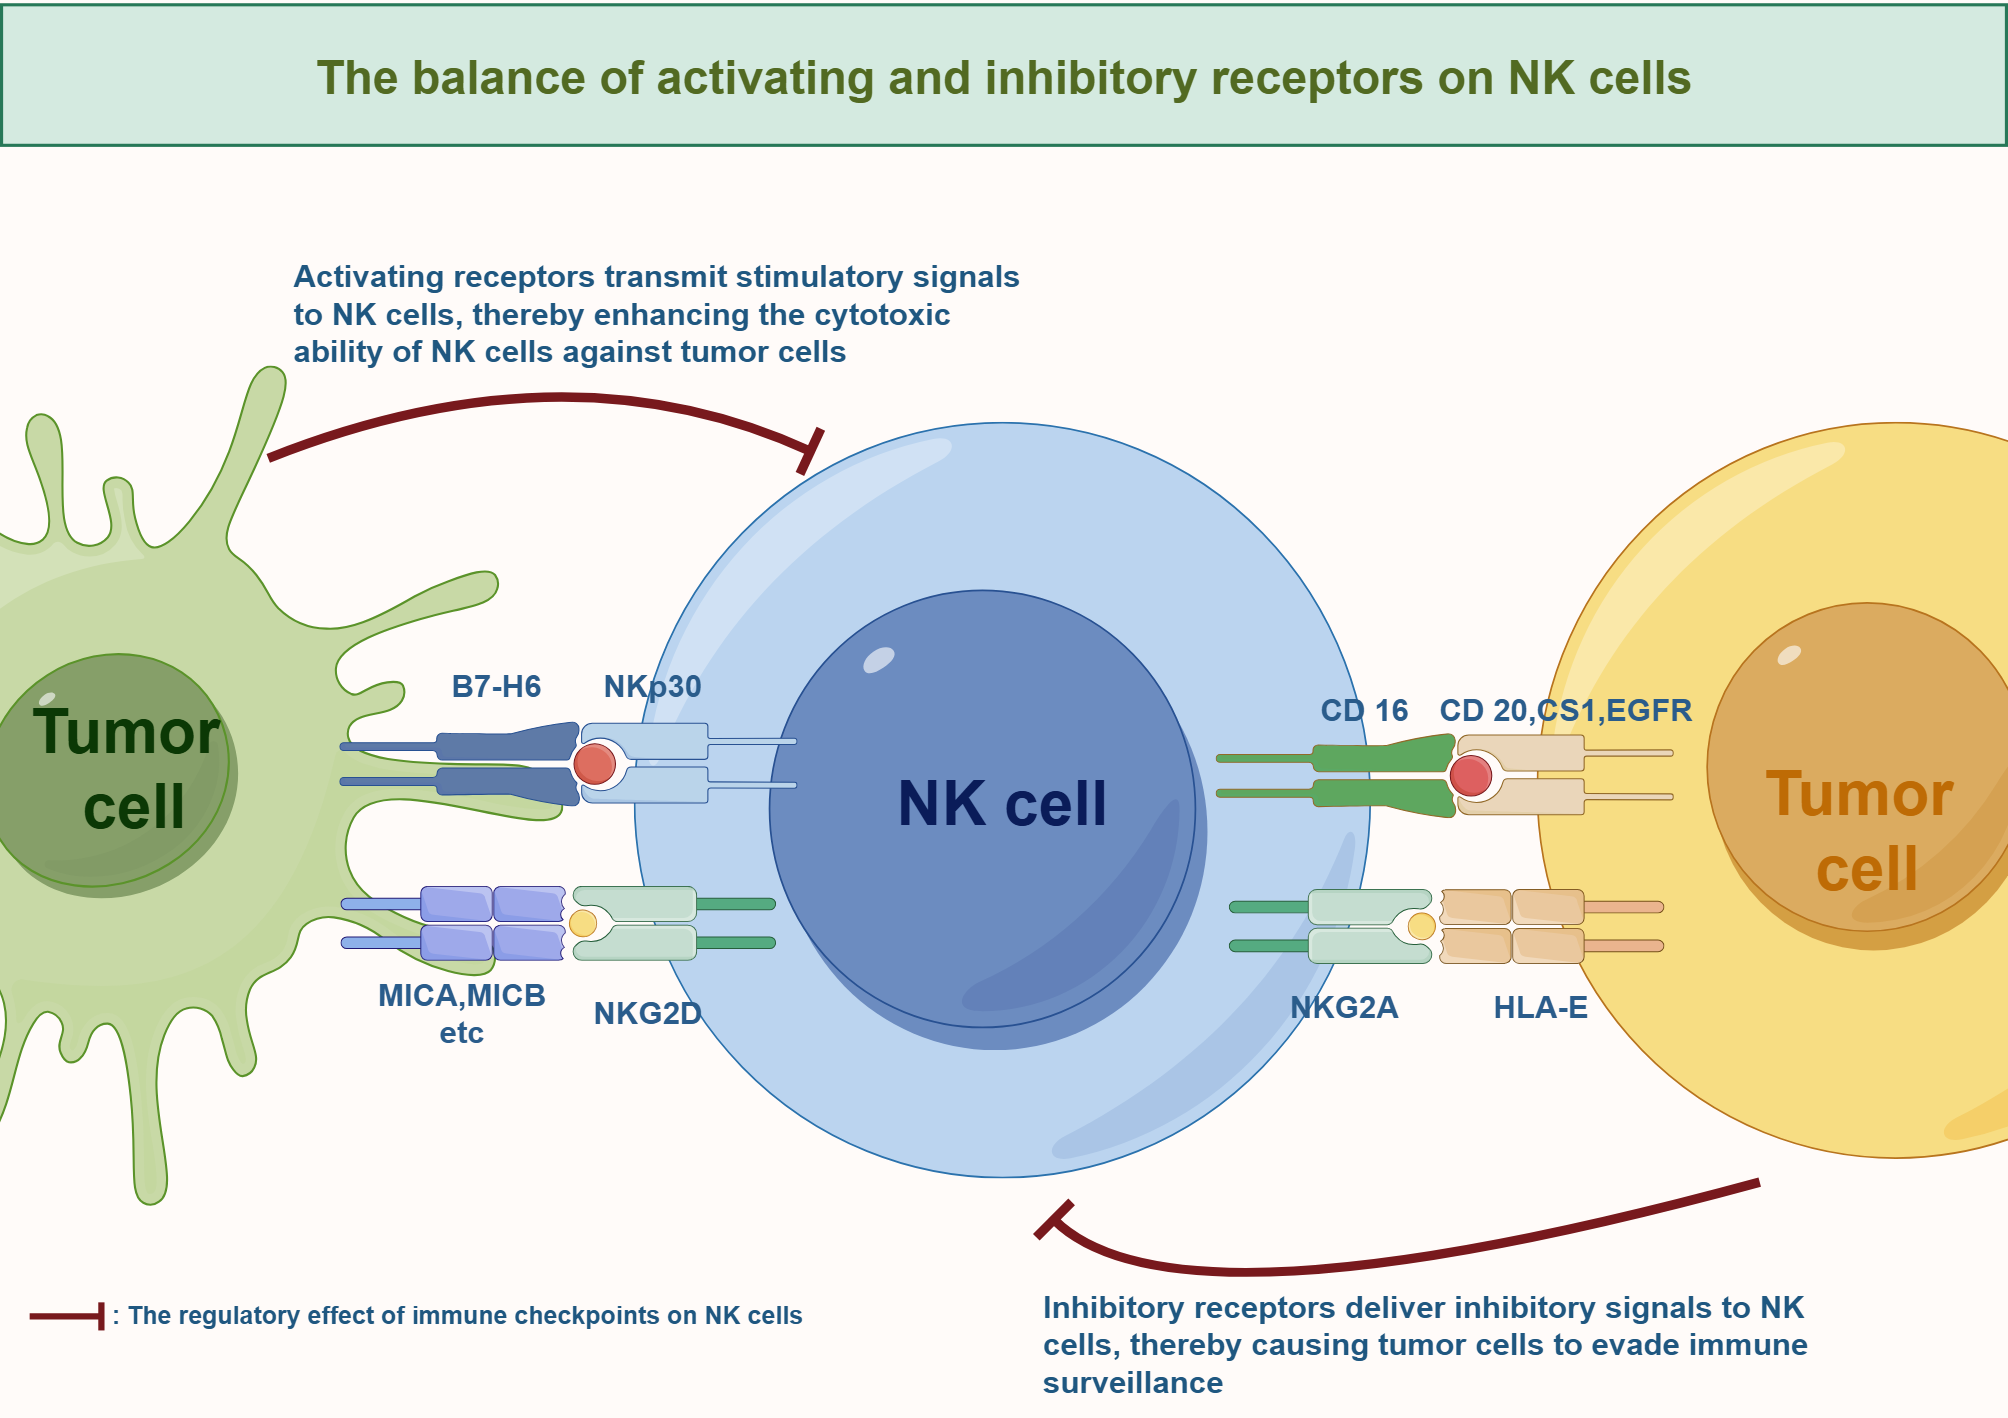 The balance of activating and inhibitory receptors on NK cells
Activating receptors transmit stimulatory signals
to NK cells, thereby enhancing the cytotoxic
ability of NK cells against tumor cells
B7-H6
NKp30
CD 16
CD 20,CS1,EGFR
Tumor
cell
NK cell
Tumor
cell
MICA,MICB
etc
NKG2D
NKG2A
HLA-E
: The regulatory effect of immune checkpoints on NK cells
Inhibitory receptors deliver inhibitory signals to NK
cells, thereby causing tumor cells to evade immune
surveillance